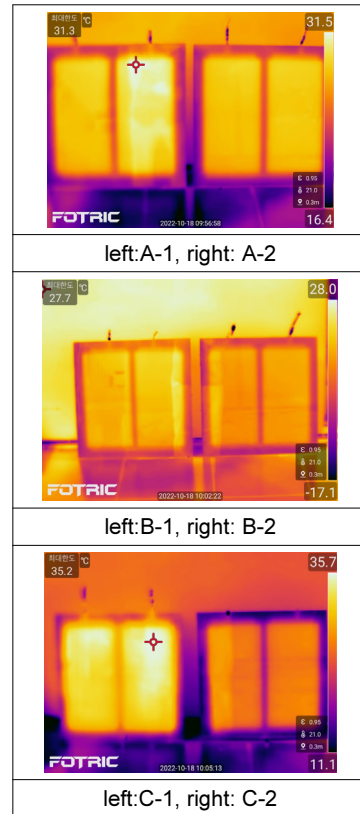 최대한도 ℃
31.3
31.5
ε 0.95
21.0
0.3m
FOTRIC
2022-10-18 09:56:58
16.4
left:A-1, right: A-2
최대한도 ℃
27.7
28.0
ε 0.95
21.0
0.3m
FOTRIC
2022-10-18 10:02:22
-17.1
left:B-1, right: B-2
최대한도 ℃
35.2
35.7
ε 0.95
21.0
0.3m
FOTRIC
2022-10-18 10:05:13
11.1
left:C-1, right: C-2